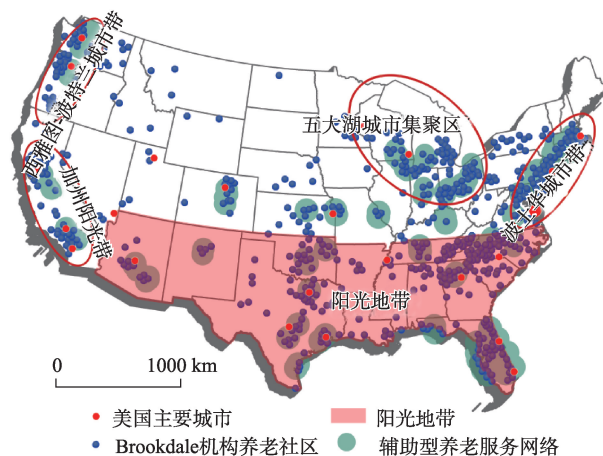 西雅图-波特兰城市带
五大湖城市集聚区
加州阳光带
波士华城市带
阳光地带
0 1000 km
美国主要城市
阳光地带
Brookdale机构养老社区
辅助型养老服务网络